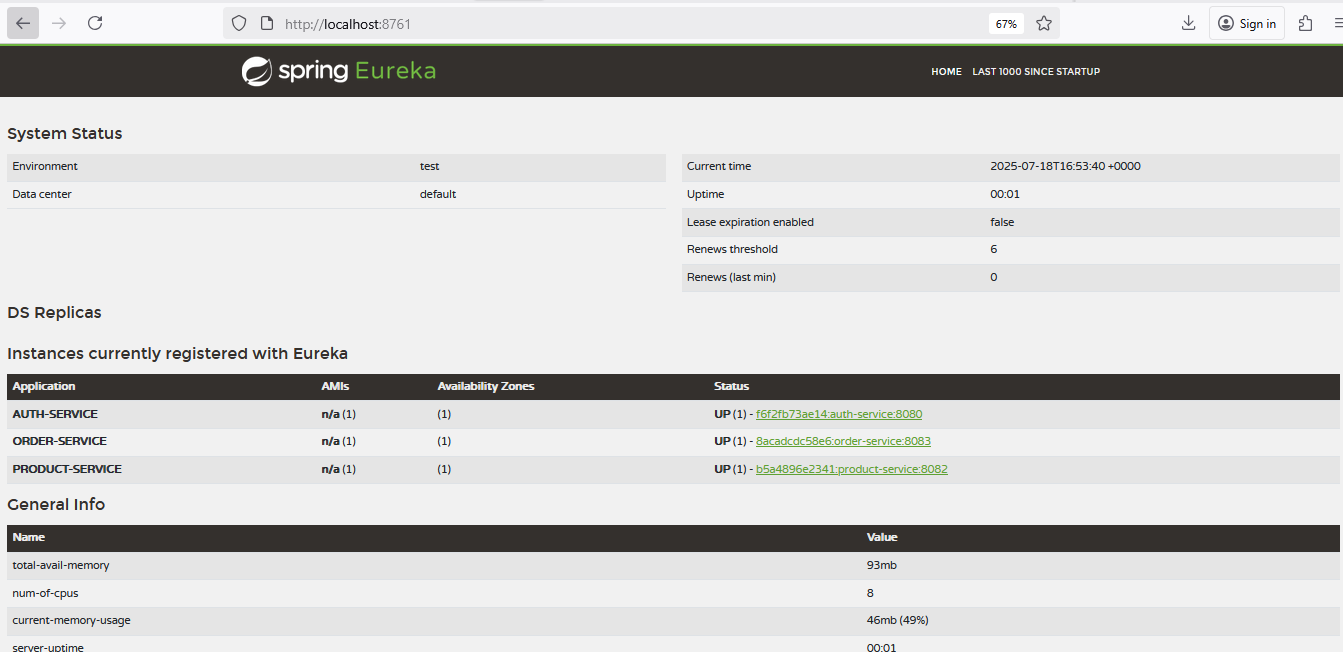 http://localhost:8761
67%
Sign in
spring Eureka
HOME LAST 1000 SINCE STARTUP
System Status
Environment test
Data center default
Current time 2025-07-18T16:53:40 +0000
Uptime 00:01
Lease expiration enabled false
Renews threshold 6
Renews (last min) 0
DS Replicas
Instances currently registered with Eureka
Application AMIs Availability Zones Status
AUTH-SERVICE n/a (1) (1) UP (1) - f6f2fb73ae14:auth-service:8080
ORDER-SERVICE n/a (1) (1) UP (1) - 8acadcdc58e6:order-service:8083
PRODUCT-SERVICE n/a (1) (1) UP (1) - b5a4896e2341:product-service:8082
General Info
Name Value
total-avail-memory 93mb
num-of-cpus 8
current-memory-usage 46mb (49%)
server-uptime 00:01